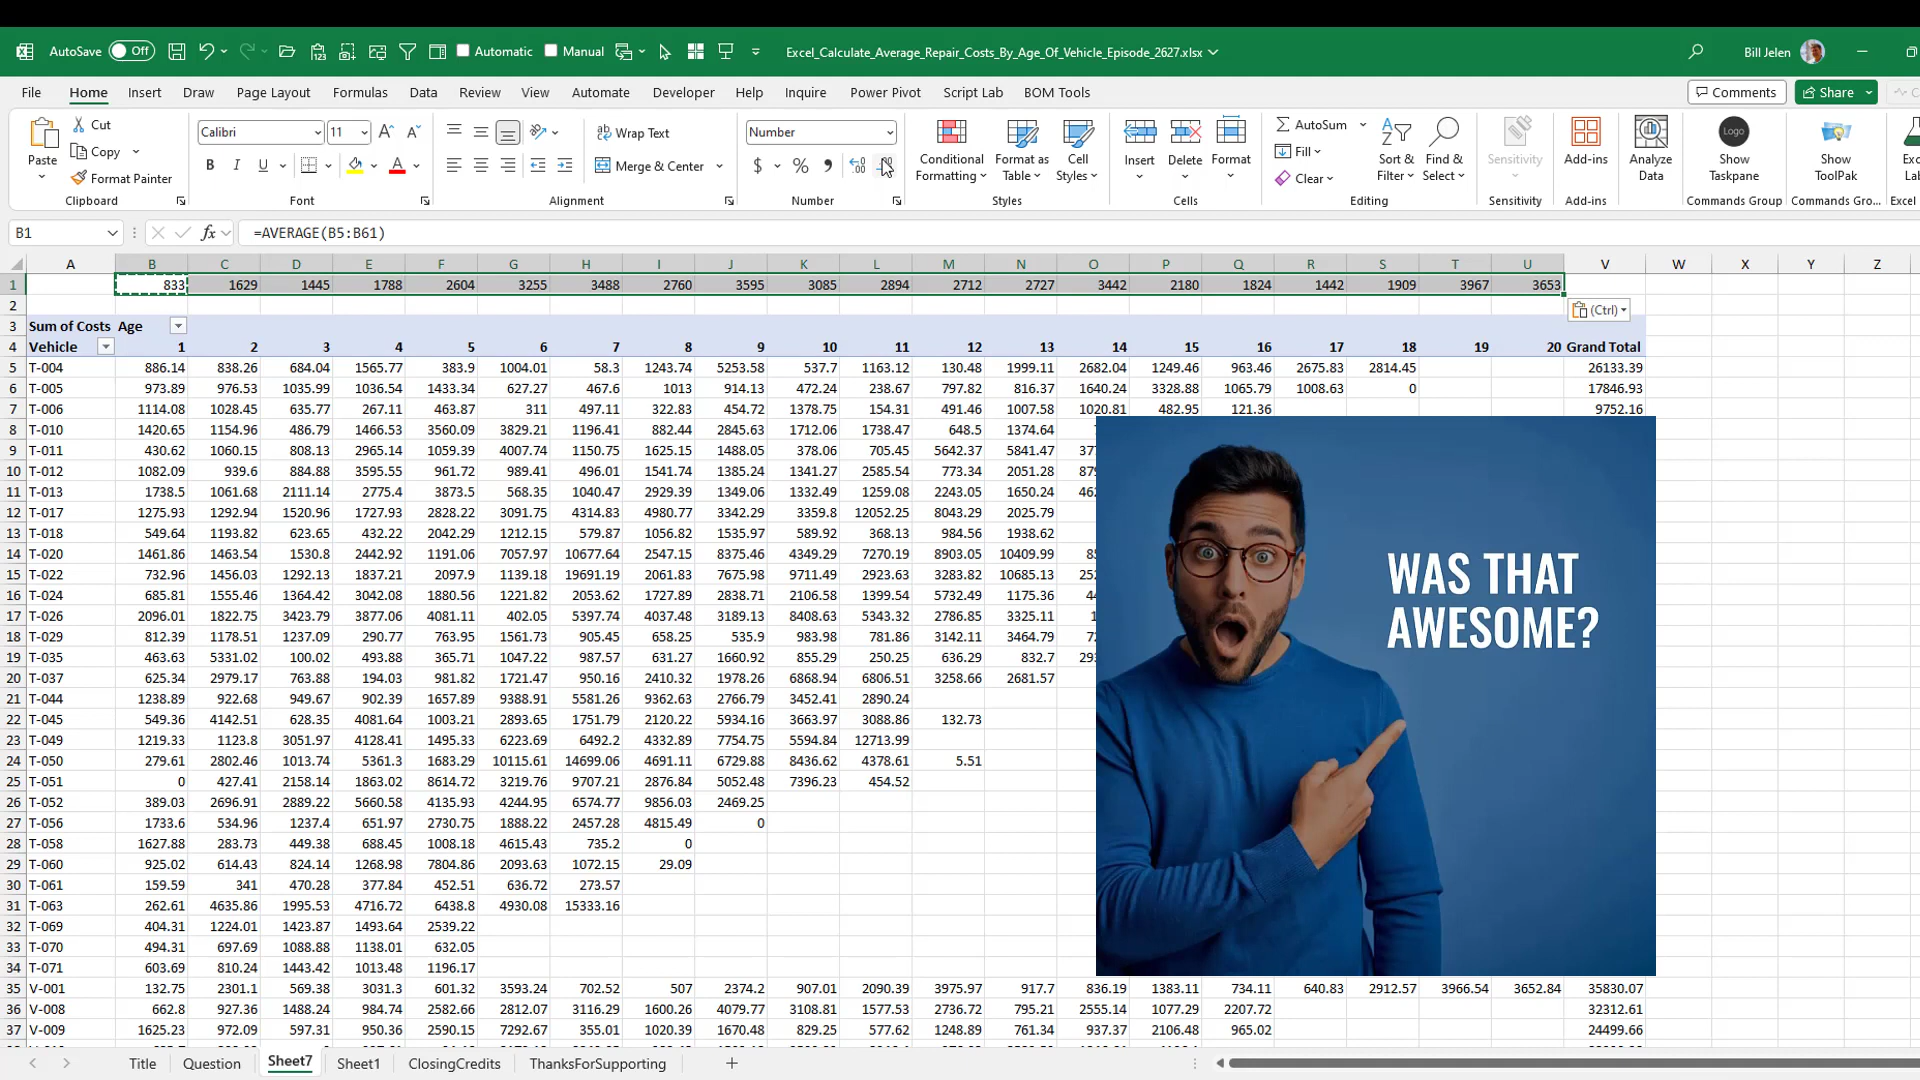 AutoSave Off Automatic Manual Excel_Calculate_Average_Repair_Costs_By_Age_Of_Vehicle_Episode_2627.xlsx Bill Jelen
File Home Insert Draw Page Layout Formulas Data Review View Automate Developer Help Inquire Power Pivot Script Lab BOM Tools Comments Share
Paste Cut Copy Format Painter Clipboard
Calibri 11 B I U A Font
Wrap Text Merge & Center Alignment
Number $ % Number
Conditional Formatting Format as Table Cell Styles Styles
Insert Delete Format Cells
AutoSum Fill Clear Sort & Filter Find & Select Editing
Sensitivity Sensitivity Add-ins Add-ins Analyze Data
Logo Show Taskpane Commands Group Show ToolPak Commands Gro...
B1 fx =AVERAGE(B5:B61)
A B C D E F G H I J K L M N O P Q R S T U V W X Y Z
1 833 1629 1445 1788 2604 3255 3488 2760 3595 3085 2894 2712 2727 3442 2180 1824 1442 1909 3967 3653
2 (Ctrl)
3 Sum of Costs Age
4 Vehicle 1 2 3 4 5 6 7 8 9 10 11 12 13 14 15 16 17 18 19 20 Grand Total
5 T-004 886.14 838.26 684.04 1565.77 383.9 1004.01 58.3 1243.74 5253.58 537.7 1163.12 130.48 1999.11 2682.04 1249.46 963.46 2675.83 2814.45 26133.39
6 T-005 973.89 976.53 1035.99 1036.54 1433.34 627.27 467.6 1013 914.13 472.24 238.67 797.82 816.37 1640.24 3328.88 1065.79 1008.63 0 17846.93
7 T-006 1114.08 1028.45 635.77 267.11 463.87 311 497.11 322.83 454.72 1378.75 154.31 491.46 1007.58 1020.81 482.95 121.36 9752.16
8 T-010 1420.65 1154.96 486.79 1466.53 3560.09 3829.21 1196.41 882.44 2845.63 1712.06 1738.47 648.5 1374.64
9 T-011 430.62 1060.15 808.13 2965.14 1059.39 4007.74 1150.75 1625.15 1488.05 378.06 705.45 5642.37 5841.47
10 T-012 1082.09 939.6 884.88 3595.55 961.72 989.41 496.01 1541.74 1385.24 1341.27 2585.54 773.34 2051.28
11 T-013 1738.5 1061.68 2111.14 2775.4 3873.5 568.35 1040.47 2929.39 1349.06 1332.49 1259.08 2243.05 1650.24
12 T-017 1275.93 1292.94 1520.96 1727.93 2828.22 3091.75 4314.83 4980.77 3342.29 3359.8 12052.25 8043.29 2025.79
13 T-018 549.64 1193.82 623.65 432.22 2042.29 1212.15 579.87 1056.82 1535.97 589.92 368.13 984.56 1938.62
14 T-020 1461.86 1463.54 1530.8 2442.92 1191.06 7057.97 10677.64 2547.15 8375.46 4349.29 7270.19 8903.05 10409.99
15 T-022 732.96 1456.03 1292.13 1837.21 2097.9 1139.18 19691.19 2061.83 7675.98 9711.49 2923.63 3283.82 10685.13
16 T-024 685.81 1555.46 1364.42 3042.08 1880.56 1221.82 2053.62 1727.89 2838.71 2106.58 1399.54 5732.49 1175.36
17 T-026 2096.01 1822.75 3423.79 3877.06 4081.11 402.05 5397.74 4037.48 3189.13 8408.63 5343.32 2786.85 3325.11
18 T-029 812.39 1178.51 1237.09 290.77 763.95 1561.73 905.45 658.25 535.9 983.98 781.86 3142.11 3464.79
19 T-035 463.63 5331.02 100.02 493.88 365.71 1047.22 987.57 631.27 1660.92 855.29 250.25 636.29 832.7
20 T-037 625.34 2979.17 763.88 194.03 981.82 1721.47 950.16 2410.32 1978.26 6868.94 6806.51 3258.66 2681.57
21 T-044 1238.89 922.68 949.67 902.39 1657.89 9388.91 5581.26 9362.63 2766.79 3452.41 2890.24
22 T-045 549.36 4142.51 628.35 4081.64 1003.21 2893.65 1751.79 2120.22 5934.16 3663.97 3088.86 132.73
23 T-049 1219.33 1123.8 3051.97 4128.41 1495.33 6223.69 6492.2 4332.89 7754.75 5594.84 12713.99
24 T-050 279.61 2802.46 1013.74 5361.3 1683.29 10115.61 14699.06 4691.11 6729.88 8436.62 4378.61 5.51
25 T-051 0 427.41 2158.14 1863.02 8614.72 3219.76 9707.21 2876.84 5052.48 7396.23 454.52
26 T-052 389.03 2696.91 2889.22 5660.58 4135.93 4244.95 6574.77 9856.03 2469.25
27 T-056 1733.6 534.96 1237.4 651.97 2730.75 1888.22 2457.28 4815.49 0
28 T-058 1627.88 283.73 449.38 688.45 1008.18 4615.43 735.2 0
29 T-060 925.02 614.43 824.14 1268.98 7804.86 2093.63 1072.15 29.09
30 T-061 159.59 341 470.28 377.84 452.51 636.72 273.57
31 T-063 262.61 4635.86 1995.53 4716.72 6438.8 4930.08 15333.16
32 T-069 404.31 1224.01 1423.87 1493.64 2539.22
33 T-070 494.31 697.69 1088.88 1138.01 632.05
34 T-071 603.69 810.24 1443.42 1013.48 1196.17
35 V-001 132.75 2301.1 569.38 3031.3 601.32 3593.24 702.52 507 2374.2 907.01 2090.39 3975.97 917.7 836.19 1383.11 734.11 640.83 2912.57 3966.54 3652.84 35830.07
36 V-008 662.8 927.36 1488.24 984.74 2582.66 2812.07 3116.29 1600.26 4079.77 3108.81 1577.53 2736.72 795.21 2555.14 1077.29 2207.72 32312.61
37 V-009 1625.23 972.09 597.31 950.36 2590.15 7292.67 355.01 1020.39 1670.48 829.25 577.62 1248.89 761.34 937.37 2106.48 965.02 24499.66
WAS THAT
AWESOME?
Title Question Sheet7 Sheet1 ClosingCredits ThanksForSupporting